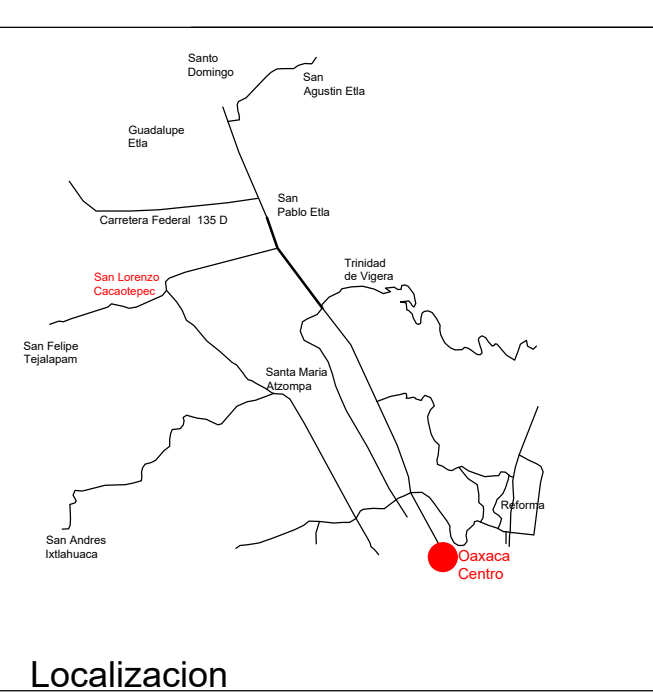 Santo
Domingo
San
Agustin Etla
Guadalupe
Etla
San
Pablo Etla
Carretera Federal 135 D
Trinidad
de Vigera
San Lorenzo
Cacaotepec
San Felipe
Tejalapam
Santa Maria
Atzompa
Reforma
San Andres
Ixtlahuaca
Oaxaca
Centro
Localizacion